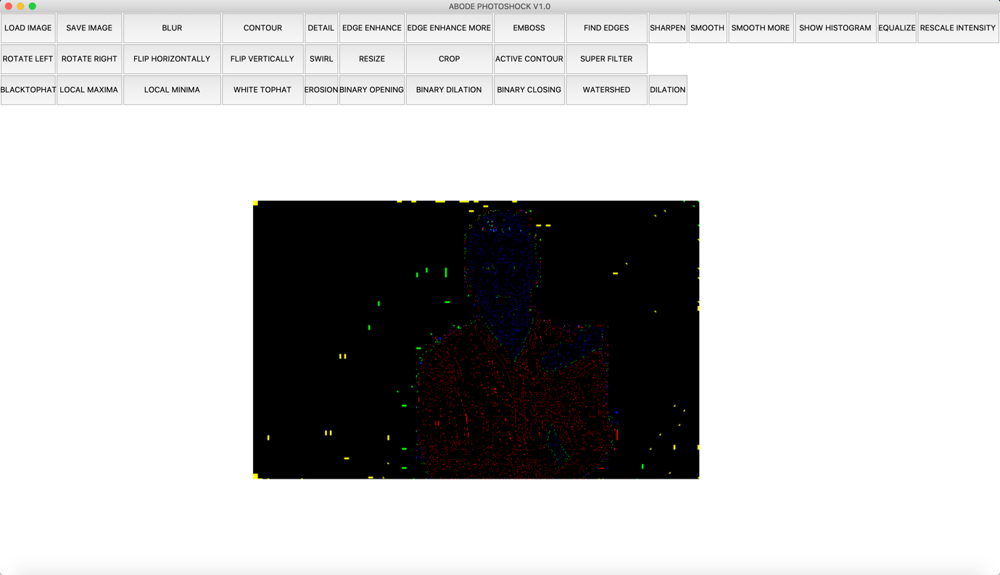 ABODE PHOTOSHOCK V1.0
LOAD IMAGE SAVE IMAGE BLUR CONTOUR DETAIL EDGE ENHANCE EDGE ENHANCE MORE EMBOSS FIND EDGES SHARPEN SMOOTH SMOOTH MORE SHOW HISTOGRAM EQUALIZE RESCALE INTENSITY
ROTATE LEFT ROTATE RIGHT FLIP HORIZONTALLY FLIP VERTICALLY SWIRL RESIZE CROP ACTIVE CONTOUR SUPER FILTER
BLACKTOPHAT LOCAL MAXIMA LOCAL MINIMA WHITE TOPHAT EROSION BINARY OPENING BINARY DILATION BINARY CLOSING WATERSHED DILATION